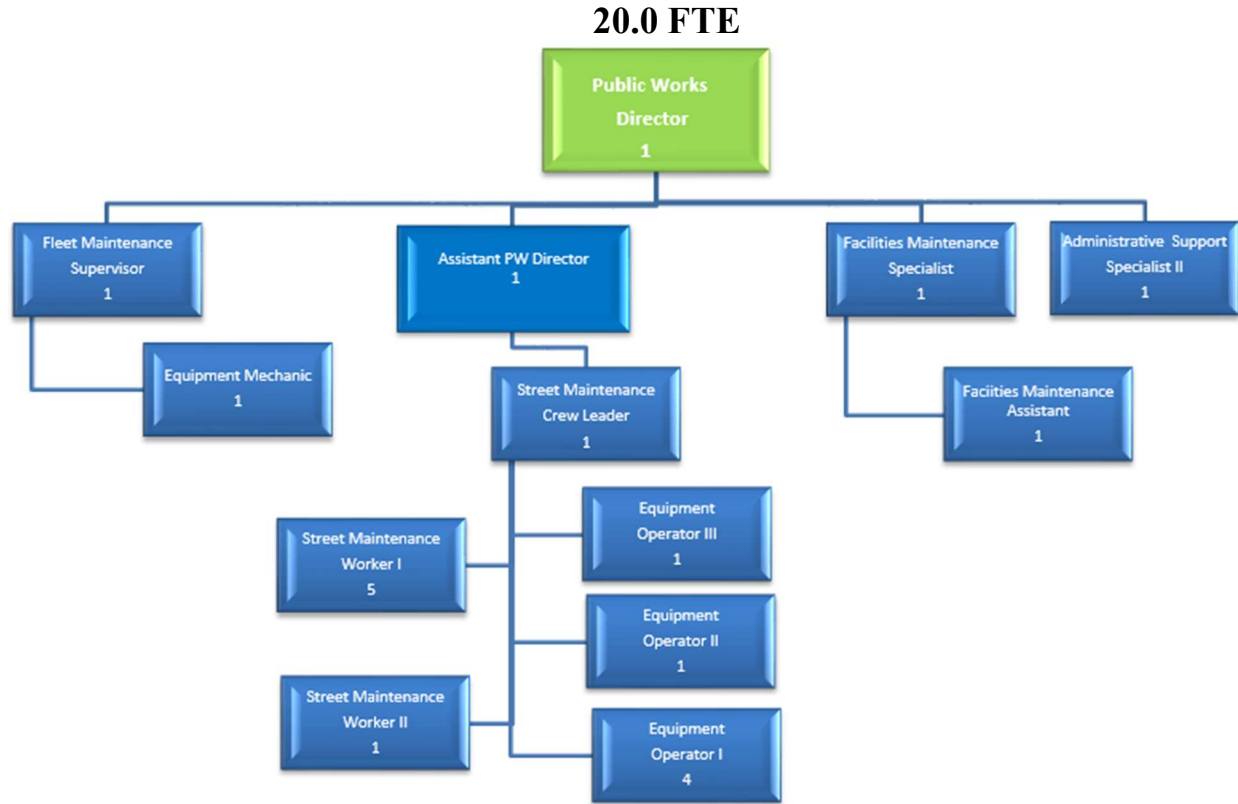 20.0 FTE
Public Works
Director
1
Fleet Maintenance
Supervisor
1
Assistant PW Director
1
Facilities Maintenance
Specialist
1
Administrative Support
Specialist II
1
Equipment Mechanic
1
Street Maintenance
Crew Leader
1
Faciities Maintenance
Assistant
1
Street Maintenance
Worker I
5
Equipment
Operator III
1
Equipment
Operator II
1
Street Maintenance
Worker II
1
Equipment
Operator I
4